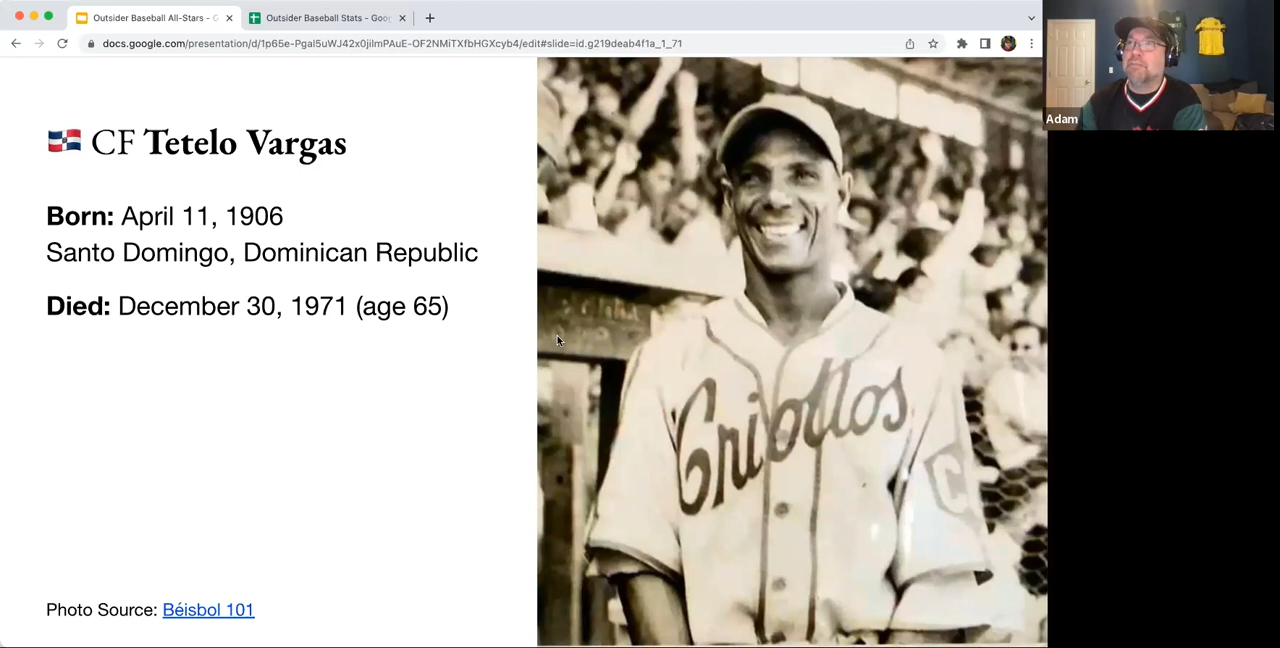 Outsider Baseball All-Stars - G
Outsider Baseball Stats - Goog
docs.google.com/presentation/d/1p65e-Pgal5uWJ42x0jilmPAuE-OF2NMiTXfbHGXcyb4/edit#slide=id.g219deab4f1a_1_71
Adam
CF Tetelo Vargas
Born: April 11, 1906
Santo Domingo, Dominican Republic
Died: December 30, 1971 (age 65)
Criollos
C
Photo Source: Béisbol 101